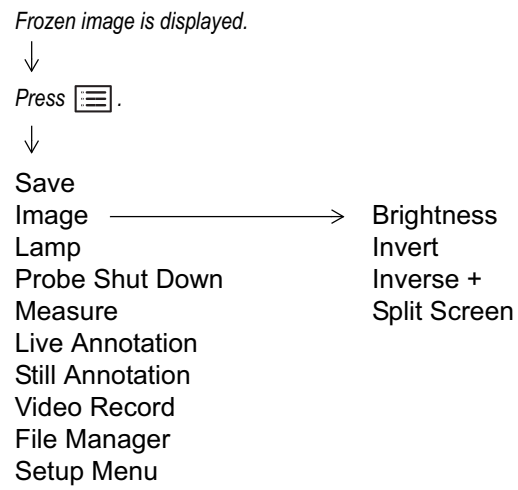 Frozen image is displayed.
Press .
Save
Image
Lamp
Probe Shut Down
Measure
Live Annotation
Still Annotation
Video Record
File Manager
Setup Menu
Brightness
Invert
Inverse +
Split Screen